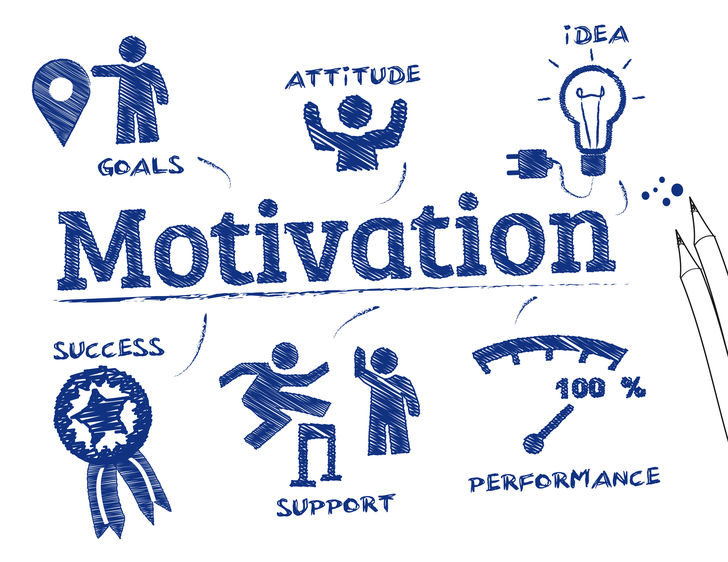 iDEA
ATTiTUDE
GOALS
Motivation
SUCCESS
100 %
PERFORMANCE
SUPPORT